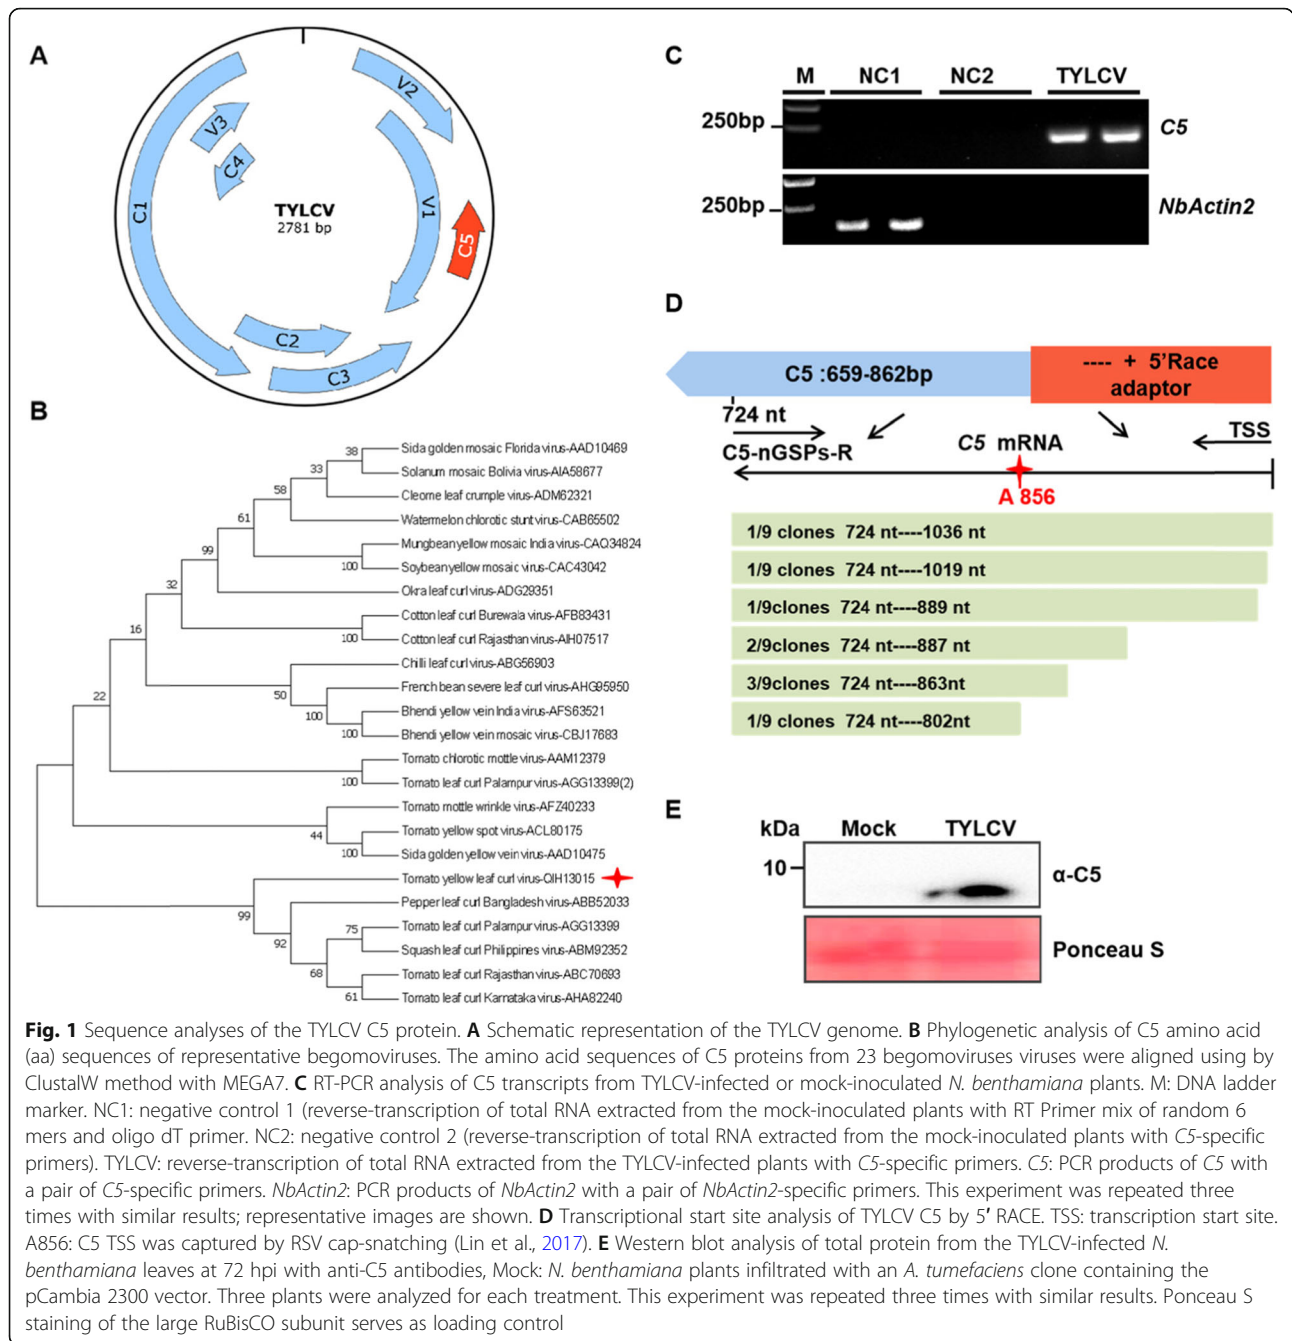 A
V2
V3
C4
C1
TYLCV
2781 bp
V1
C5
C2
C3
B
Sida golden mosaic Florida virus-AAD10469
Solanum mosaic Bolivia virus-AIA58677
Cleome leaf crumple virus-ADM62321
Watermelon chlorotic stunt virus-CAB65502
Mungbean yellow mosaic India virus-CAQ34824
Soybean yellow mosaic virus-CAC43042
Okra leaf curl virus-ADG29351
Cotton leaf curl Burewala virus-AFB83431
Cotton leaf curl Rajasthan virus-AIH07517
Chilli leaf curl virus-ABG56903
French bean severe leaf curl virus-AHG95950
Bhendi yellow vein India virus-AFS63521
Bhendi yellow vein mosaic virus-CBJ17683
Tomato chlorotic mottle virus-AAM12379
Tomato leaf curl Palampur virus-AGG13399(2)
Tomato mottle wrinkle virus-AFZ40233
Tomato yellow spot virus-ACL80175
Sida golden yellow vein virus-AAD10475
Tomato yellow leaf curl virus-QIH13015
Pepper leaf curl Bangladesh virus-ABB52033
Tomato leaf curl Palampur virus-AGG13399
Squash leaf curl Philippines virus-ABM92352
Tomato leaf curl Rajasthan virus-ABC70693
Tomato leaf curl Karnataka virus-AHA82240
38
33
58
61
100
99
32
100
16
50
100
100
22
100
44
100
99
92
75
68
61
C
M NC1 NC2 TYLCV
250bp
C5
250bp
NbActin2
D
C5 :659-862bp
---- + 5'Race
adaptor
724 nt
C5-nGSPs-R
C5 mRNA
TSS
A 856
1/9 clones 724 nt----1036 nt
1/9 clones 724 nt----1019 nt
1/9clones 724 nt----889 nt
2/9clones 724 nt----887 nt
3/9clones 724 nt----863nt
1/9 clones 724 nt----802nt
E
kDa Mock TYLCV
10
α-C5
Ponceau S
Fig. 1 Sequence analyses of the TYLCV C5 protein. A Schematic representation of the TYLCV genome. B Phylogenetic analysis of C5 amino acid
(aa) sequences of representative begomoviruses. The amino acid sequences of C5 proteins from 23 begomoviruses viruses were aligned using by
ClustalW method with MEGA7. C RT-PCR analysis of C5 transcripts from TYLCV-infected or mock-inoculated N. benthamiana plants. M: DNA ladder
marker. NC1: negative control 1 (reverse-transcription of total RNA extracted from the mock-inoculated plants with RT Primer mix of random 6
mers and oligo dT primer. NC2: negative control 2 (reverse-transcription of total RNA extracted from the mock-inoculated plants with C5-specific
primers). TYLCV: reverse-transcription of total RNA extracted from the TYLCV-infected plants with C5-specific primers. C5: PCR products of C5 with
a pair of C5-specific primers. NbActin2: PCR products of NbActin2 with a pair of NbActin2-specific primers. This experiment was repeated three
times with similar results; representative images are shown. D Transcriptional start site analysis of TYLCV C5 by 5′ RACE. TSS: transcription start site.
A856: C5 TSS was captured by RSV cap-snatching (Lin et al., 2017). E Western blot analysis of total protein from the TYLCV-infected N.
benthamiana leaves at 72 hpi with anti-C5 antibodies, Mock: N. benthamiana plants infiltrated with an A. tumefaciens clone containing the
pCambia 2300 vector. Three plants were analyzed for each treatment. This experiment was repeated three times with similar results. Ponceau S
staining of the large RuBisCO subunit serves as loading control